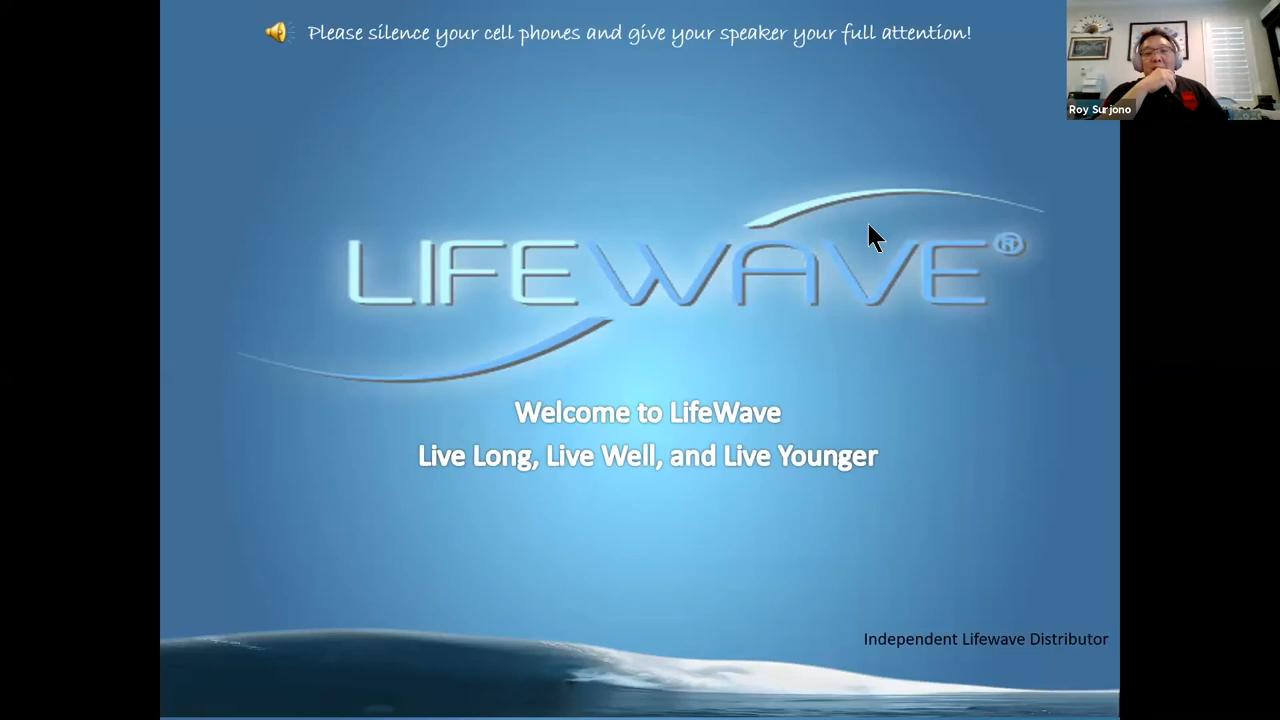 Please silence your cell phones and give your speaker your full attention!
Roy Surjono
LIFEWAVE®
Welcome to LifeWave
Live Long, Live Well, and Live Younger
Independent Lifewave Distributor